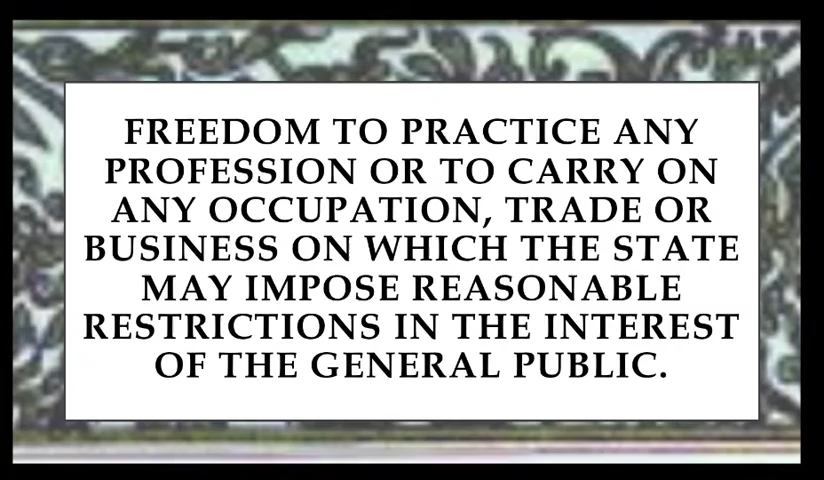 FREEDOM TO PRACTICE ANY
PROFESSION OR TO CARRY ON
ANY OCCUPATION, TRADE OR
BUSINESS ON WHICH THE STATE
MAY IMPOSE REASONABLE
RESTRICTIONS IN THE INTEREST
OF THE GENERAL PUBLIC.